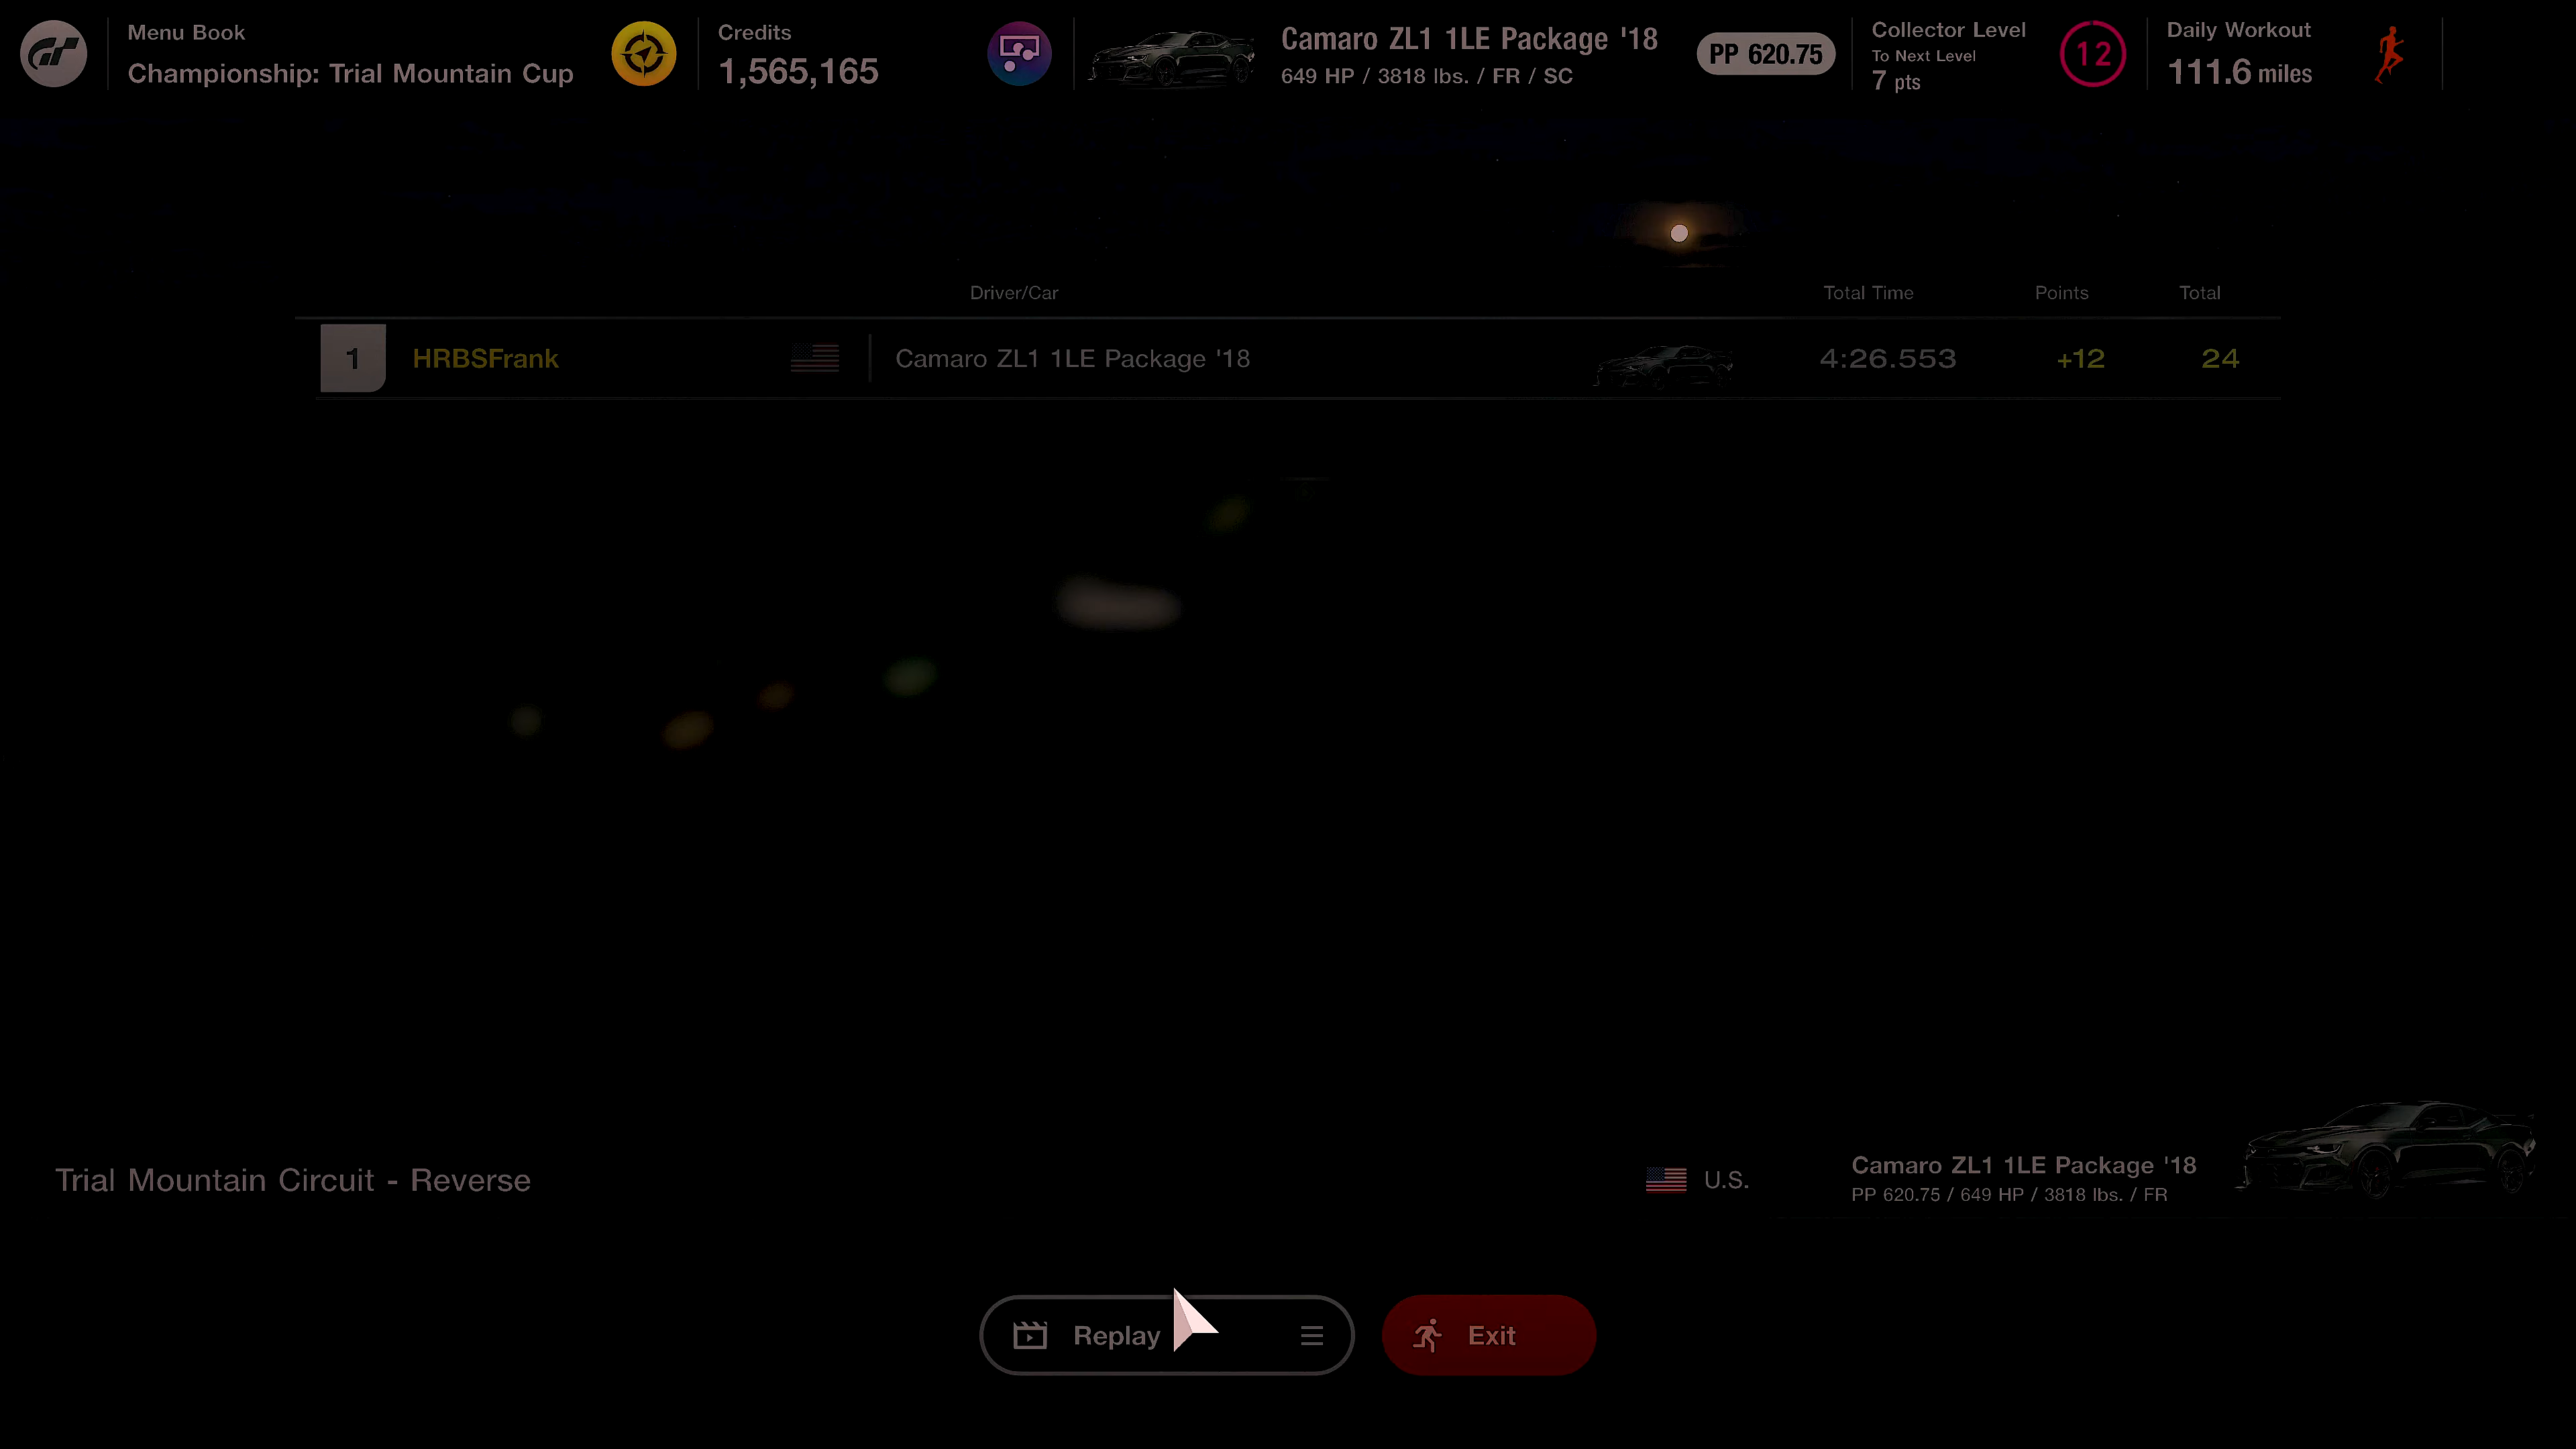 Menu Book
Championship: Trial Mountain Cup
Credits
1,565,165
Camaro ZL1 1LE Package '18
649 HP / 3818 lbs. / FR / SC
PP 620.75
Collector Level
To Next Level
7 pts
12
Daily Workout
111.6 miles
Driver/Car Total Time Points Total
1 HRBSFrank Camaro ZL1 1LE Package '18 4:26.553 +12 24
Trial Mountain Circuit - Reverse
U.S.
Camaro ZL1 1LE Package '18
PP 620.75 / 649 HP / 3818 lbs. / FR
Replay
Exit